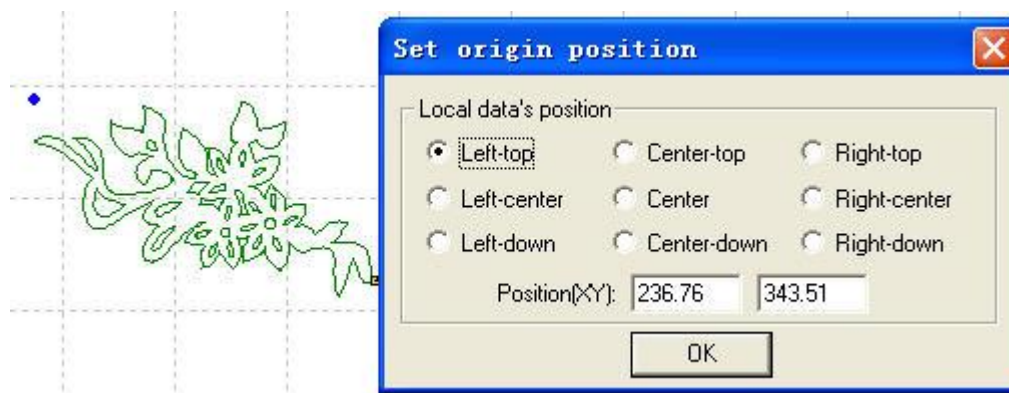 Set origin position
Local data's position
Left-top Center-top Right-top
Left-center Center Right-center
Left-down Center-down Right-down
Position(XY): 236.76 343.51
OK